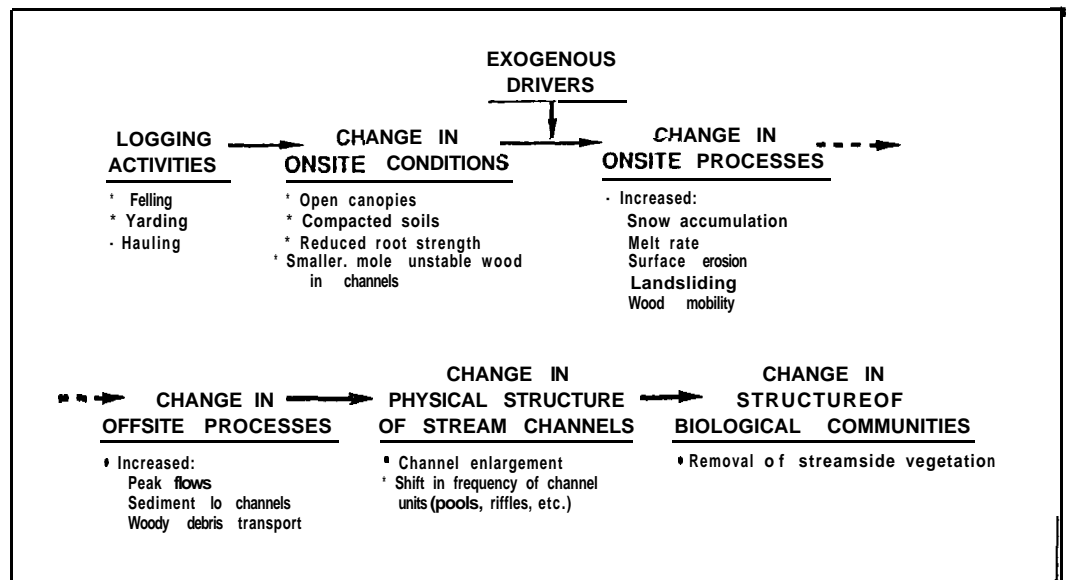 EXOGENOUS
DRIVERS
LOGGING
ACTIVITIES
* Felling
* Yarding
- Hauling
CHANGE IN
ONSITE CONDITIONS
* Open canopies
* Compacted soils
* Reduced root strength
* Smaller. mole unstable wood
in channels
CHANGE IN
ONSITE PROCESSES
- Increased:
Snow accumulation
Melt rate
Surface erosion
Landsliding
Wood mobility
CHANGE IN
OFFSITE PROCESSES
• Increased:
Peak flows
Sediment lo channels
Woody debris transport
CHANGE IN
PHYSICAL STRUCTURE
OF STREAM CHANNELS
▪ Channel enlargement
* Shift in frequency of channel
units (pools, riffles, etc.)
CHANGE IN
STRUCTUREOF
BIOLOGICAL COMMUNITIES
• Removal of streamside vegetation